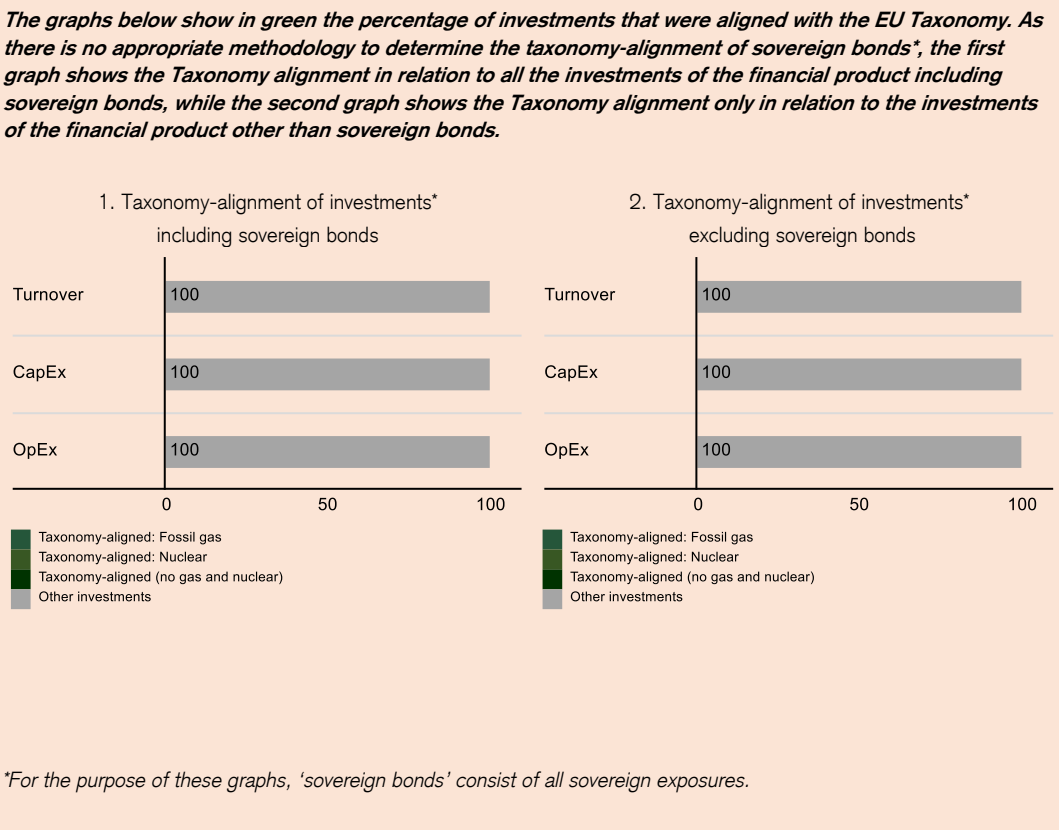 The graphs below show in green the percentage of investments that were aligned with the EU Taxonomy. As
there is no appropriate methodology to determine the taxonomy-alignment of sovereign bonds*, the first
graph shows the Taxonomy alignment in relation to all the investments of the financial product including
sovereign bonds, while the second graph shows the Taxonomy alignment only in relation to the investments
of the financial product other than sovereign bonds.
1. Taxonomy-alignment of investments*
including sovereign bonds
Turnover
100
CapEx
100
OpEx
100
0 50 100
Taxonomy-aligned: Fossil gas
Taxonomy-aligned: Nuclear
Taxonomy-aligned (no gas and nuclear)
Other investments
2. Taxonomy-alignment of investments*
excluding sovereign bonds
Turnover
100
CapEx
100
OpEx
100
0 50 100
Taxonomy-aligned: Fossil gas
Taxonomy-aligned: Nuclear
Taxonomy-aligned (no gas and nuclear)
Other investments
*For the purpose of these graphs, ‘sovereign bonds’ consist of all sovereign exposures.